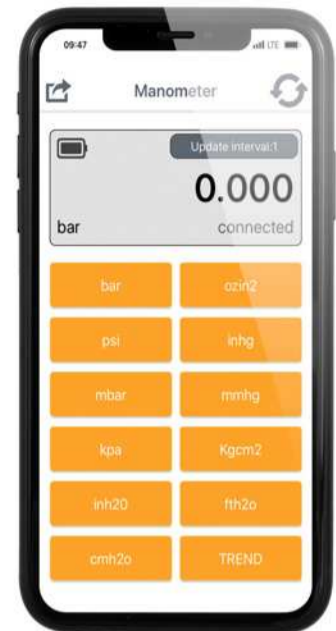 09:47 LTE
Manometer
Update interval:1
0.000
bar connected
bar ozin2
psi inhg
mbar mmhg
kpa Kgcm2
inh20 fth2o
cmh2o TREND